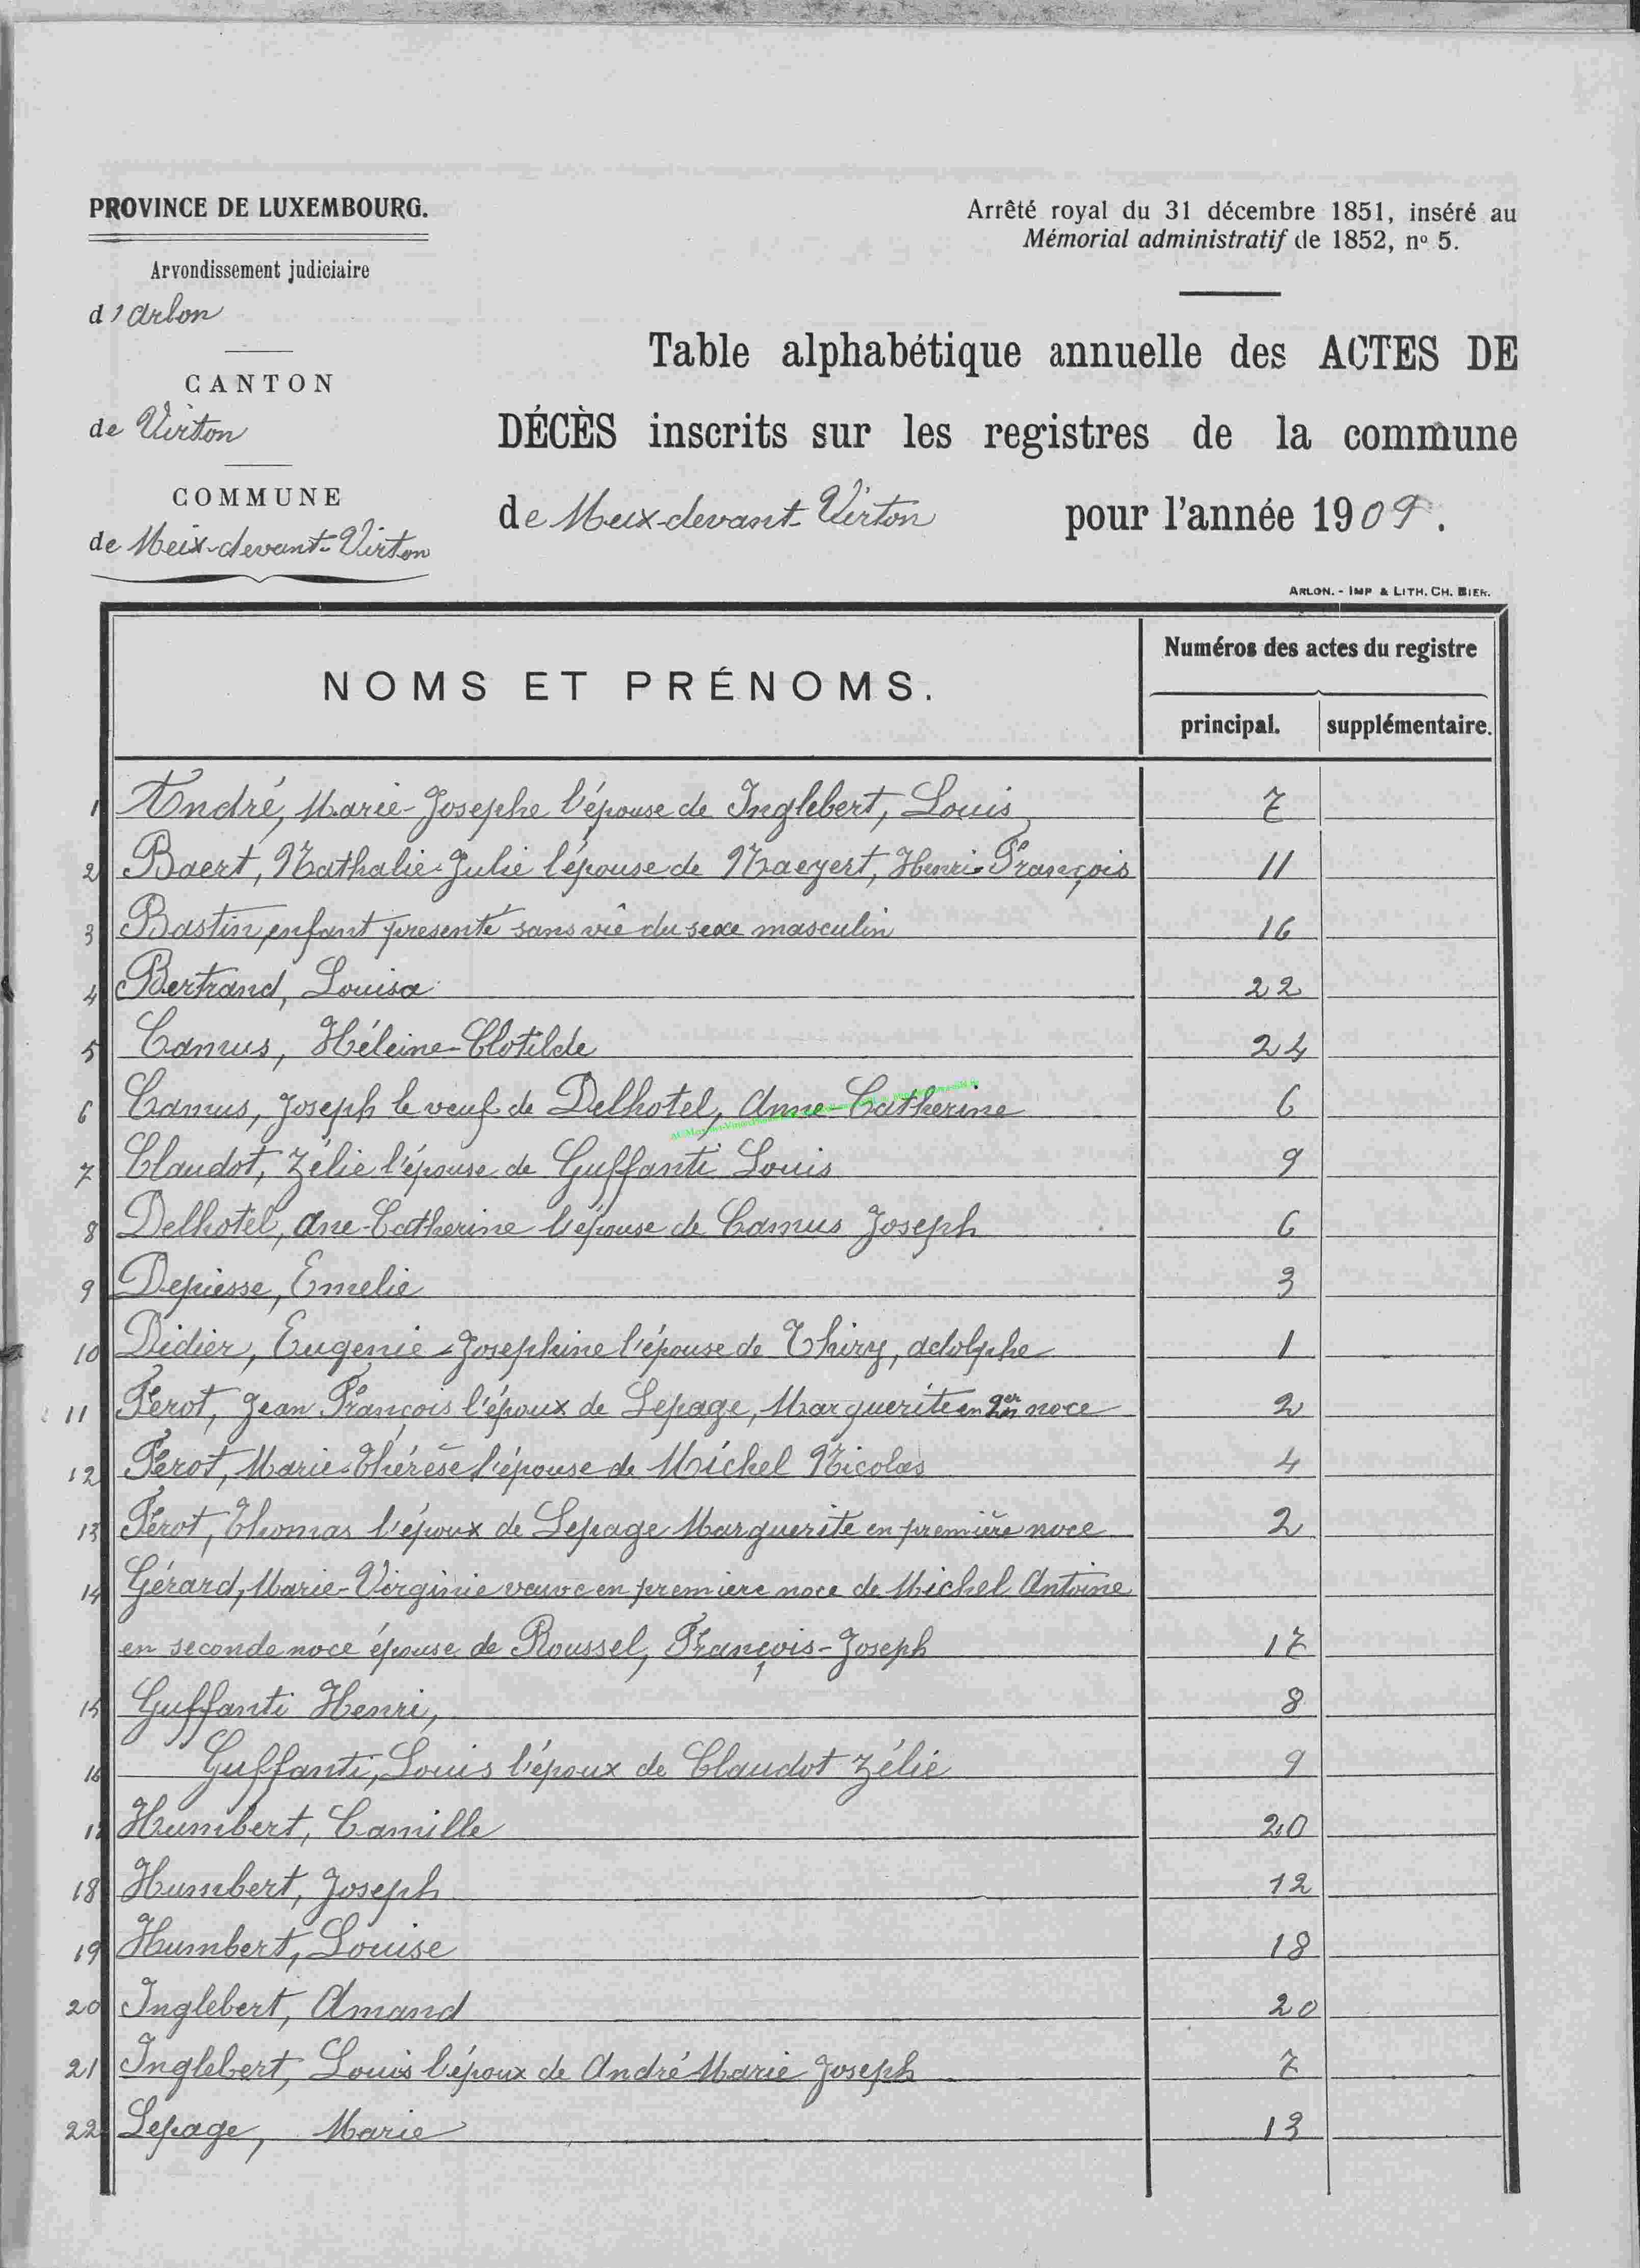 PROVINCE DE LUXEMBOURG.
Arrondissement judiciaire
d'Arlon
CANTON
de Virton
COMMUNE
de Meix-devant-Virton
Arrêté royal du 31 décembre 1851, inséré au
Mémorial administratif de 1852, nº 5.
Table alphabétique annuelle des ACTES DE
DÉCÈS inscrits sur les registres de la commune
de Meix-devant-Virton pour l'année 1909.
ARLON. - IMP & LITH. CH. BIER.
NOMS ET PRÉNOMS.
Numéros des actes du registre
principal. supplémentaire.
1 André, Marie-Josephe l'épouse de Inglebert, Louis 7
2 Baert, Nathalie-Julie l'épouse de Naeyert, Henri-François 11
3 Bastin, enfant presenté sans vie du sexe masculin 16
4 Bertrand, Louisa 22
5 Camus, Héleine-Clotilde 24
6 Camus, Joseph le veuf de Delhotel, Anne-Catherine 6
7 Claudot, Zélie l'épouse de Guffanti Louis 9
8 Delhotel, Ane-Catherine l'épouse de Camus Joseph 6
9 Depiesse, Emelie 3
10 Didier, Eugenie-Josephine l'épouse de Thiry, adolphe 1
11 Ferot, Jean François l'époux de Lepage, Marguerite en noce 2
12 Férot, Marie-Thérèse l'épouse de Michel Nicolas 4
13 Férot, Thomas l'époux de Lepage Marguerite en première noce 2
14 Gérard, Marie-Virginie veuve en premiere noce de Michel Antoine
en seconde noce épouse de Roussel, François-Joseph 17
15 Guffanti Henri, 8
16 Guffanti, Louis l'époux de Claudot Zélie 9
17 Humbert, Camille 20
18 Humbert, Joseph 12
19 Humbert, Louise 18
20 Inglebert, Amand 20
21 Inglebert, Louis l'époux de André Marie Joseph 7
22 Lepage, Marie 13